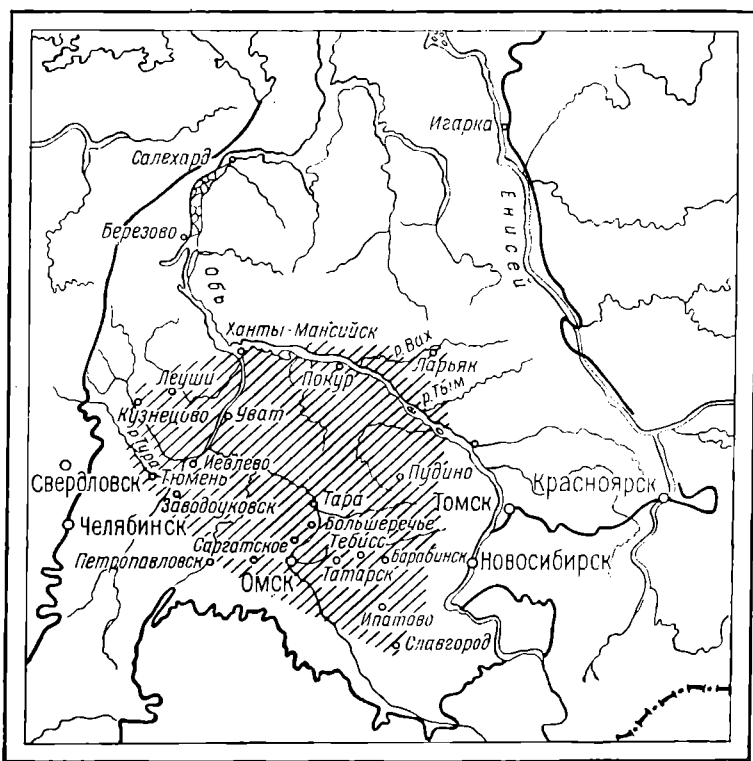 Игарка
Салехард
Енисей
Березово
Обь
Ханты-Мансийск
р. Вах
Ларьяк
Леуши
Покур
р. Тым
Кузнецово
Уват
р. Тура
Иевлево
Пудино
Свердловск
Тюмень
Красноярск
Заводоуковск
Тара
Томск
Челябинск
Большеречье
Саргатское
Тебисс
Петропавловск
Барабинск
Новосибирск
Омск
Татарск
Ипатово
Славгород